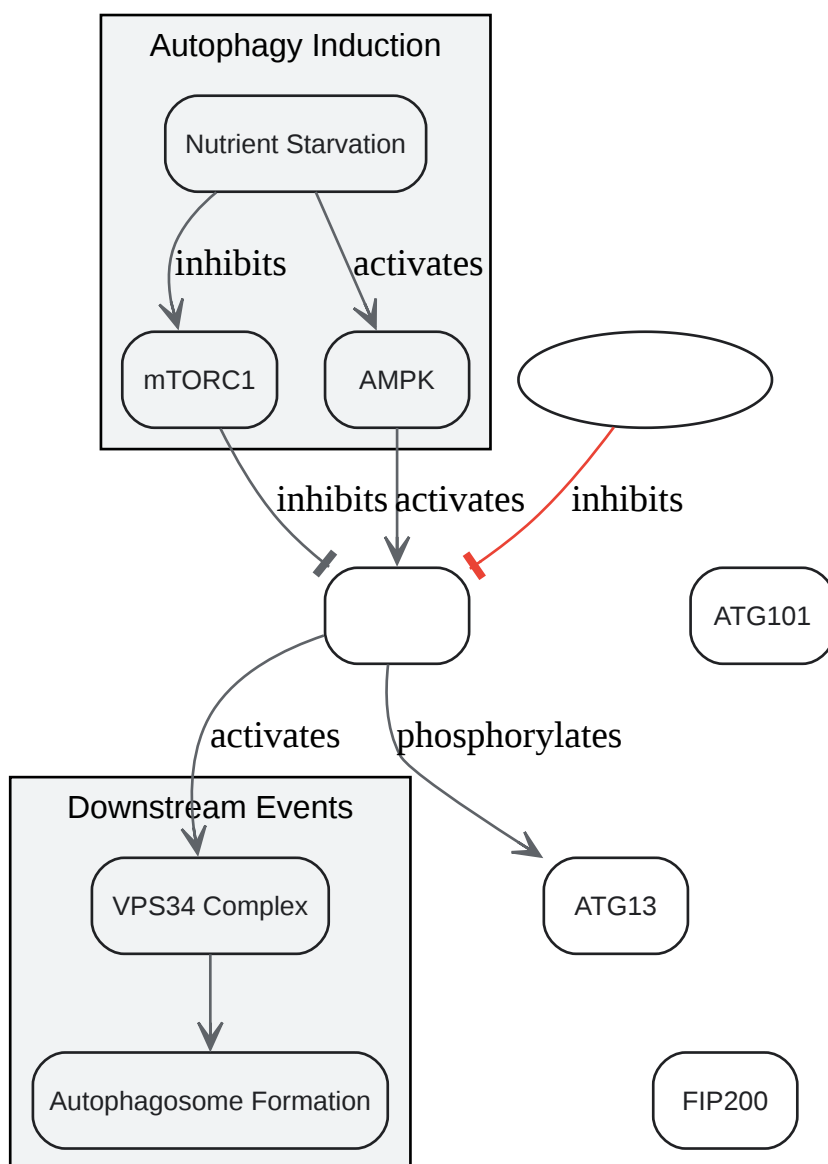 Autophagy Induction
Nutrient Starvation
inhibits
activates
mTORC1
AMPK
inhibits
activates
inhibits
ATG101
activates
phosphorylates
Downstream Events
VPS34 Complex
ATG13
Autophagosome Formation
FIP200